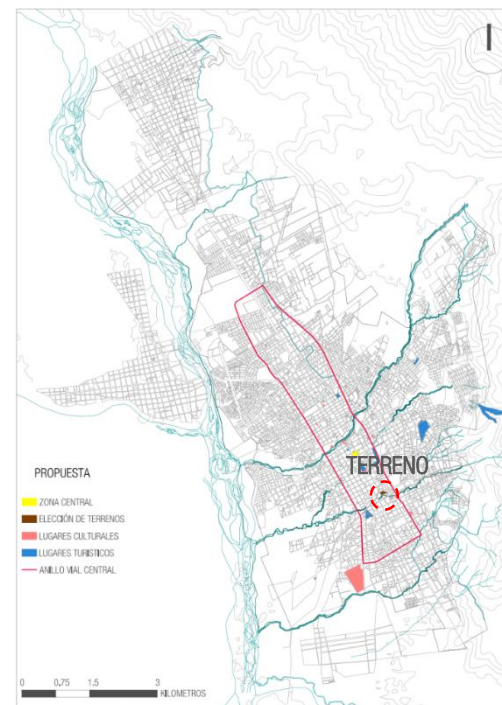 TERRENO
PROPUESTA
ZONA CENTRAL
ELECCIÓN DE TERRENOS
LUGARES CULTURALES
LUGARES TURISTICOS
ANILLO VIAL CENTRAL
0 0,75 1,5 3
KILOMETROS